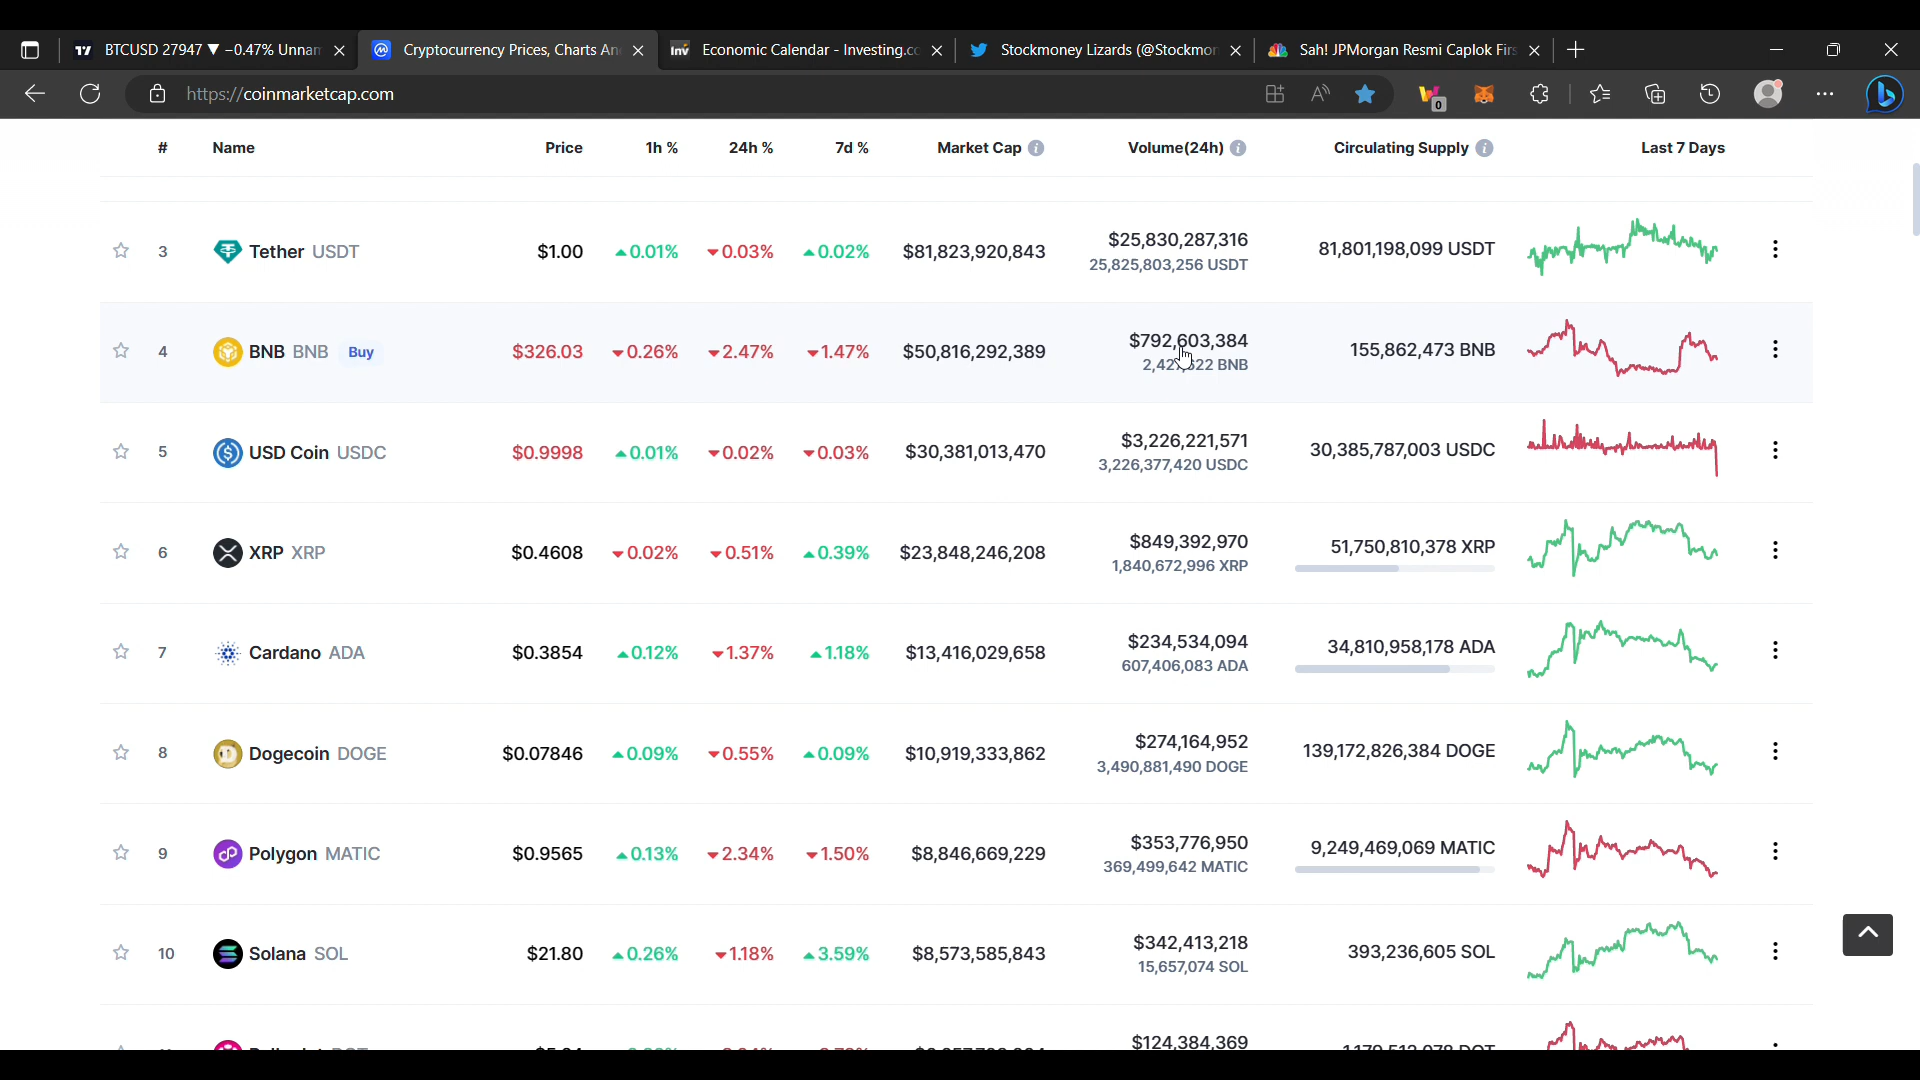 BTCUSD 27947 ▼ −0.47% Unnam
Cryptocurrency Prices, Charts An
Economic Calendar - Investing.co
Stockmoney Lizards (@Stockmor
Sah! JPMorgan Resmi Caplok Firs
https://coinmarketcap.com
0
# Name Price 1h % 24h % 7d % Market Cap Volume(24h) Circulating Supply Last 7 Days
3 Tether USDT $1.00 0.01% 0.03% 0.02% $81,823,920,843 $25,830,287,316 81,801,198,099 USDT
25,825,803,256 USDT
4 BNB BNB Buy $326.03 0.26% 2.47% 1.47% $50,816,292,389 $792,603,384 155,862,473 BNB
BNB
5 USD Coin USDC $0.9998 0.01% 0.02% 0.03% $30,381,013,470 $3,226,221,571 30,385,787,003 USDC
3,226,377,420 USDC
6 XRP XRP $0.4608 0.02% 0.51% 0.39% $23,848,246,208 $849,392,970 51,750,810,378 XRP
1,840,672,996 XRP
7 Cardano ADA $0.3854 0.12% 1.37% 1.18% $13,416,029,658 $234,534,094 34,810,958,178 ADA
607,406,083 ADA
8 Dogecoin DOGE $0.07846 0.09% 0.55% 0.09% $10,919,333,862 $274,164,952 139,172,826,384 DOGE
3,490,881,490 DOGE
9 Polygon MATIC $0.9565 0.13% 2.34% 1.50% $8,846,669,229 $353,776,950 9,249,469,069 MATIC
369,499,642 MATIC
10 Solana SOL $21.80 0.26% 1.18% 3.59% $8,573,585,843 $342,413,218 393,236,605 SOL
15,657,074 SOL
$124,384,369